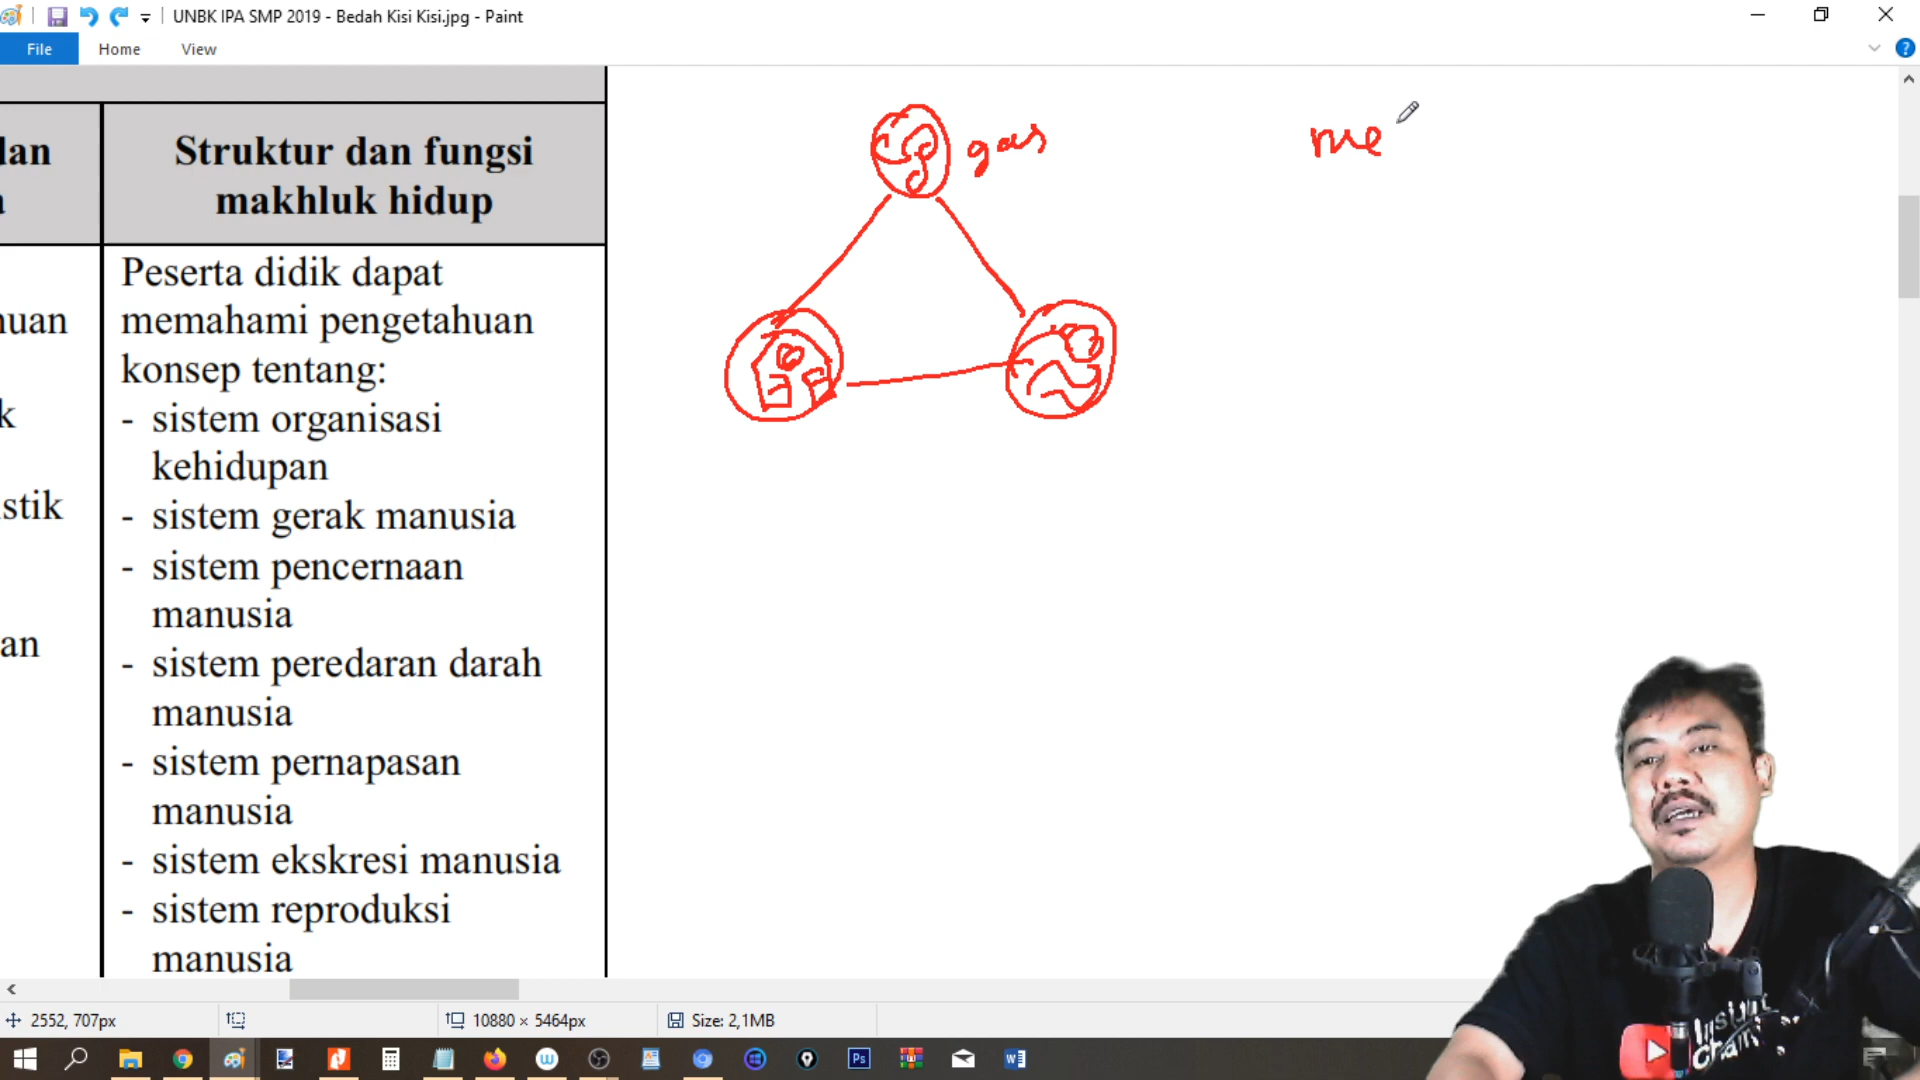 UNBK IPA SMP 2019 - Bedah Kisi Kisi.jpg - Paint
File Home View
Struktur dan fungsi
makhluk hidup
Peserta didik dapat
memahami pengetahuan
konsep tentang:
- sistem organisasi
kehidupan
- sistem gerak manusia
- sistem pencernaan
manusia
- sistem peredaran darah
manusia
- sistem pernapasan
manusia
- sistem ekskresi manusia
- sistem reproduksi
manusia
lan
a
nuan
k
stik
an
gas
me
2552, 707px
10880 × 5464px
Size: 2,1MB
Ps